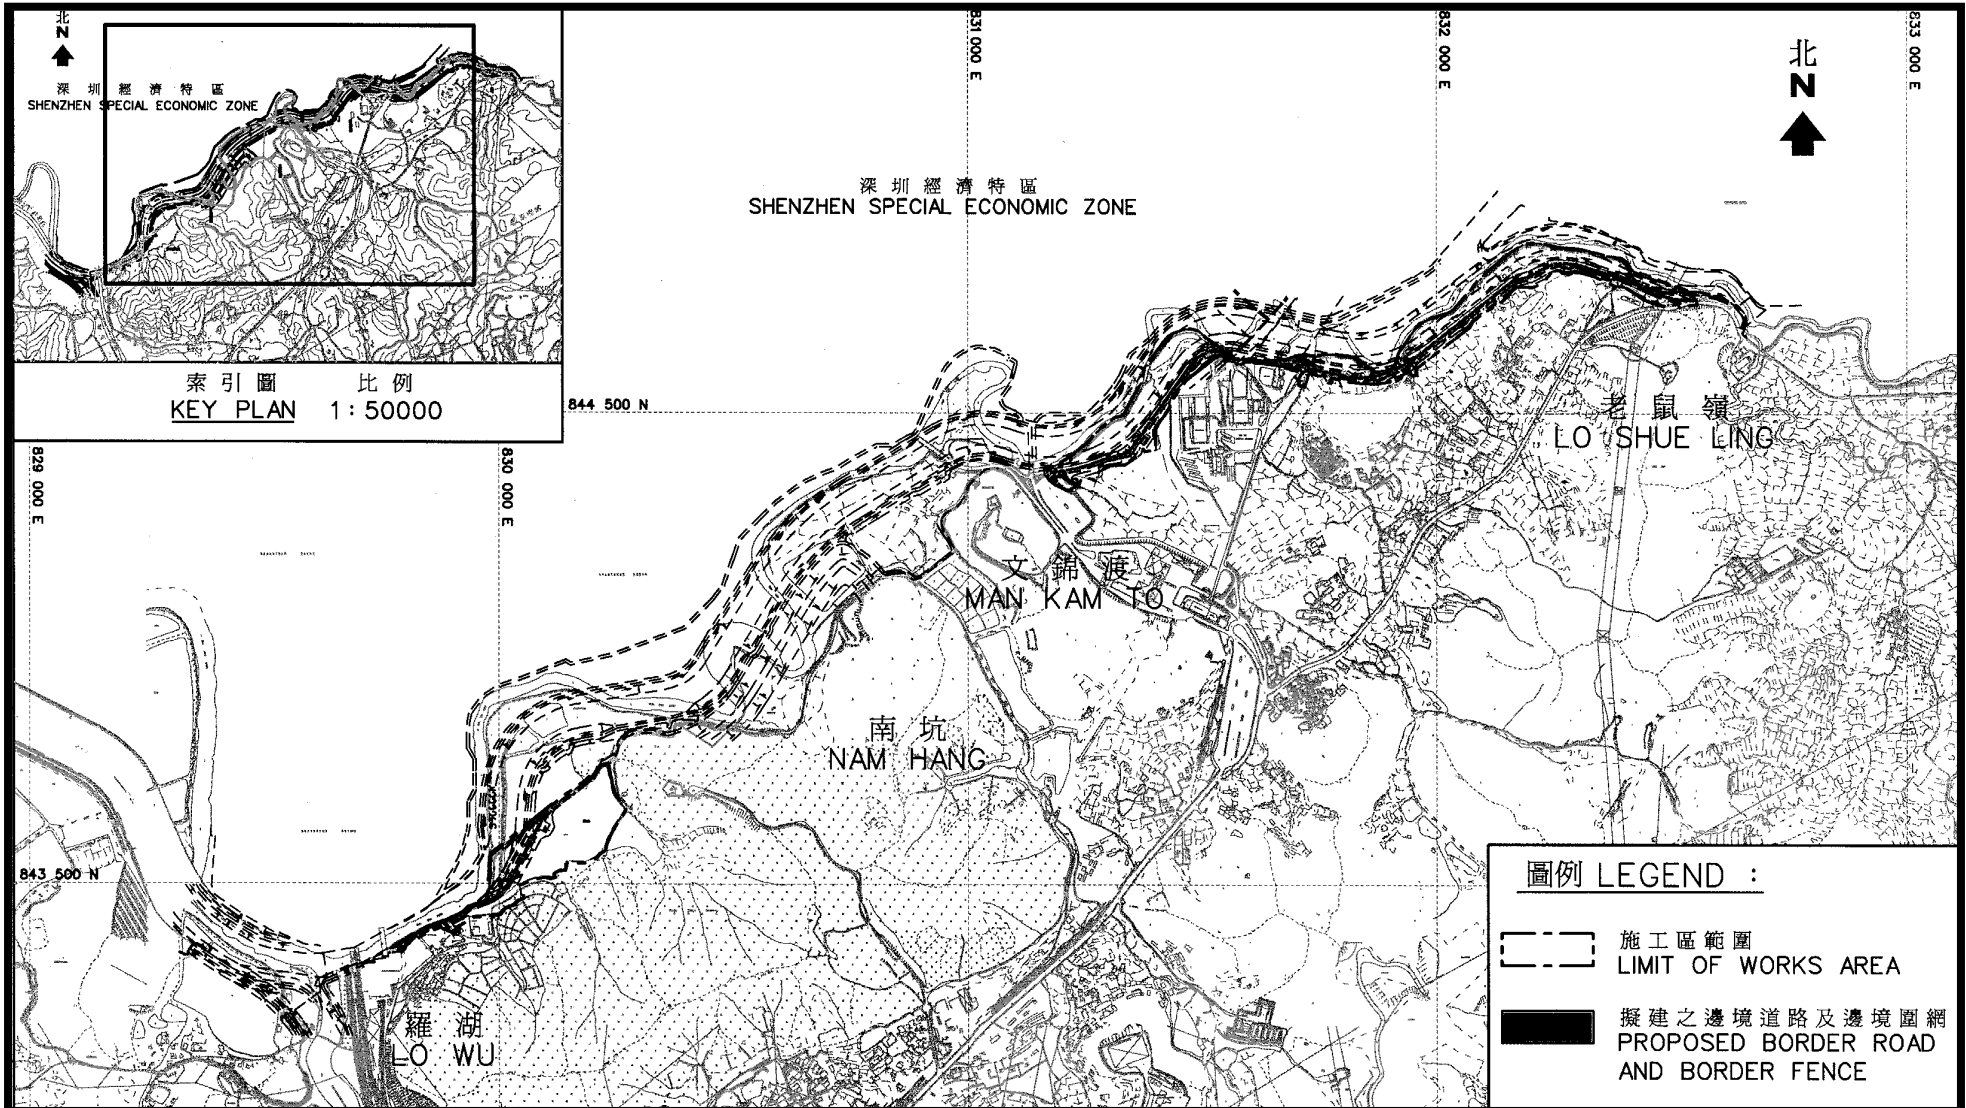 北
N
深圳經濟特區
SHENZHEN SPECIAL ECONOMIC ZONE
索引圖 比例
KEY PLAN 1:50000
831 000 E
832 000 E
833 000 E
北
N
深圳經濟特區
SHENZHEN SPECIAL ECONOMIC ZONE
844 500 N
829 000 E
830 000 E
老鼠嶺
LO SHUE LING
文錦渡
MAN KAM TO
南坑
NAM HANG
843 500 N
羅湖
LO WU
圖例 LEGEND :
施工區範圍
LIMIT OF WORKS AREA
擬建之邊境道路及邊境圍網
PROPOSED BORDER ROAD
AND BORDER FENCE